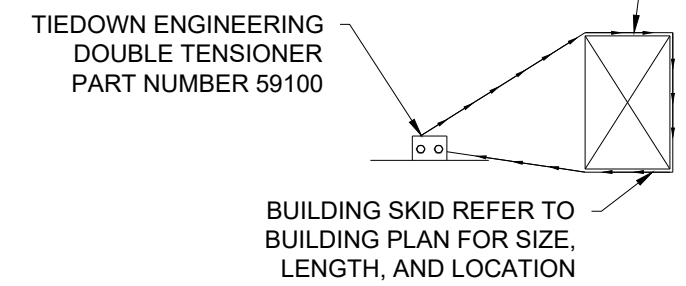 TIEDOWN ENGINEERING
DOUBLE TENSIONER
PART NUMBER 59100
BUILDING SKID REFER TO
BUILDING PLAN FOR SIZE,
LENGTH, AND LOCATION